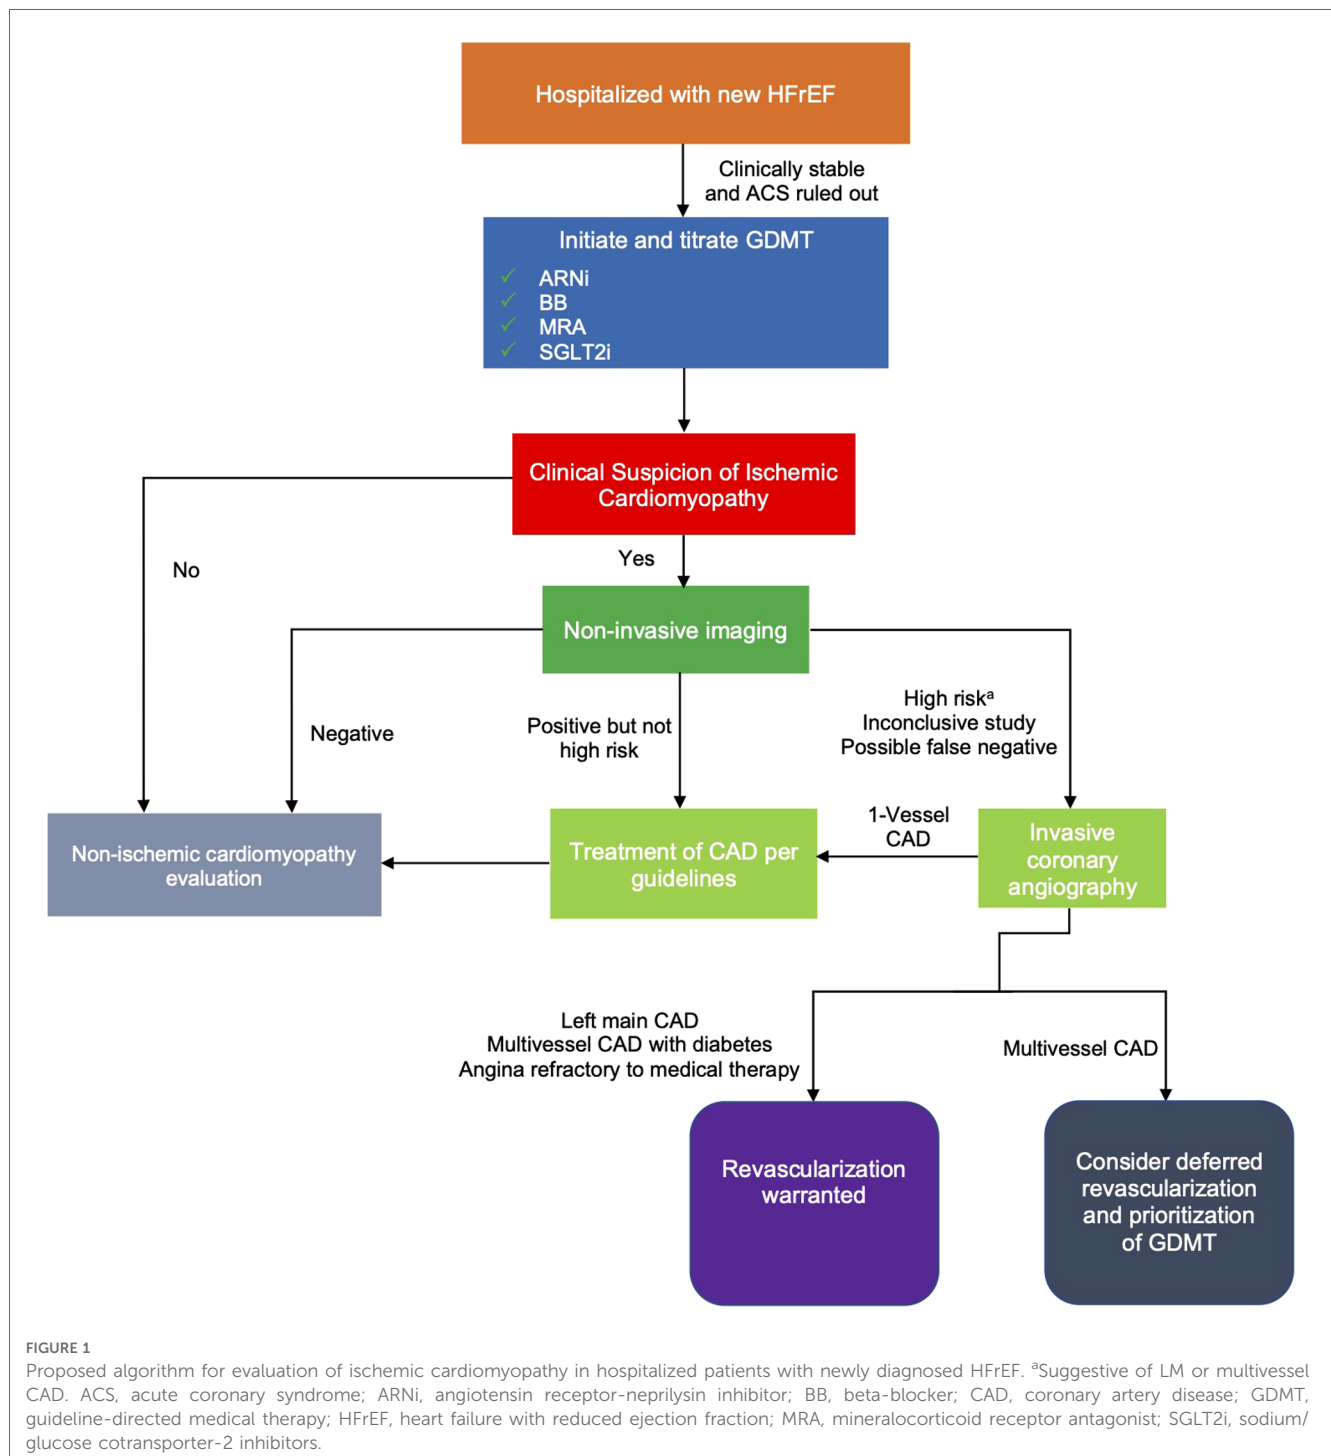 Hospitalized with new HFrEF
Clinically stable
and ACS ruled out
Initiate and titrate GDMT
✓ ARNi
✓ BB
✓ MRA
✓ SGLT2i
Clinical Suspicion of Ischemic
Cardiomyopathy
No
Yes
Non-invasive imaging
Negative
Positive but not
high risk
High riskᵃ
Inconclusive study
Possible false negative
Non-ischemic cardiomyopathy
evaluation
Treatment of CAD per
guidelines
1-Vessel
CAD
Invasive
coronary
angiography
Left main CAD
Multivessel CAD with diabetes
Angina refractory to medical therapy
Multivessel CAD
Revascularization
warranted
Consider deferred
revascularization
and prioritization
of GDMT
FIGURE 1
Proposed algorithm for evaluation of ischemic cardiomyopathy in hospitalized patients with newly diagnosed HFrEF. ᵃSuggestive of LM or multivessel
CAD. ACS, acute coronary syndrome; ARNi, angiotensin receptor-neprilysin inhibitor; BB, beta-blocker; CAD, coronary artery disease; GDMT,
guideline-directed medical therapy; HFrEF, heart failure with reduced ejection fraction; MRA, mineralocorticoid receptor antagonist; SGLT2i, sodium/
glucose cotransporter-2 inhibitors.